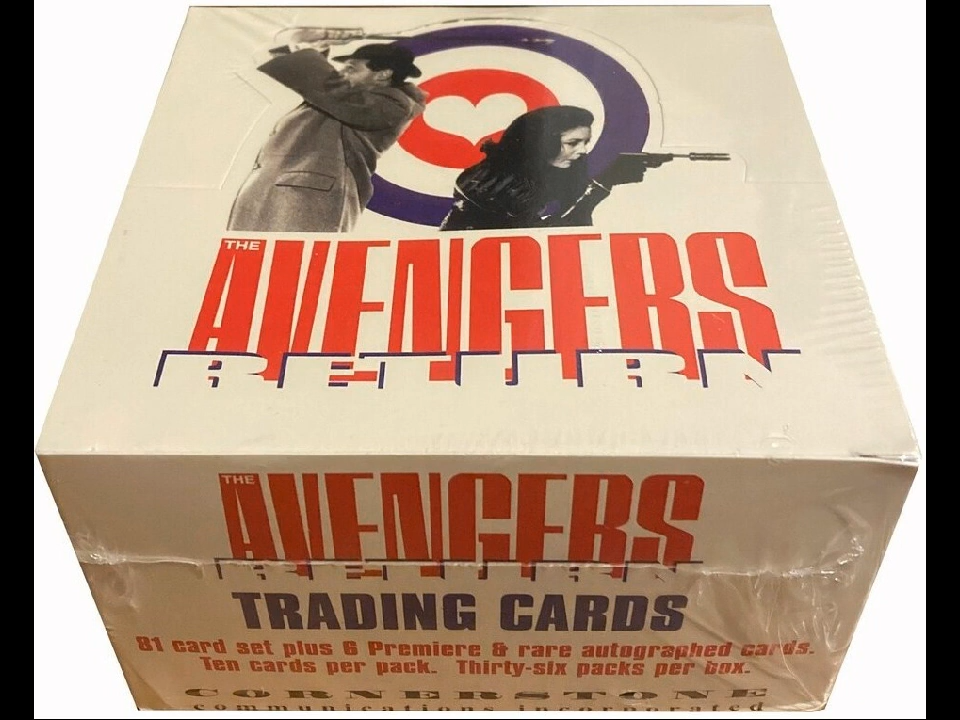 THE
AVENGERS
RETURN
THE
AVENGERS
RETURN
TRADING CARDS
81 card set plus 6 Premiere & rare autographed cards.
Ten cards per pack. Thirty-six packs per box.
CORNERSTONE
communications incorporated